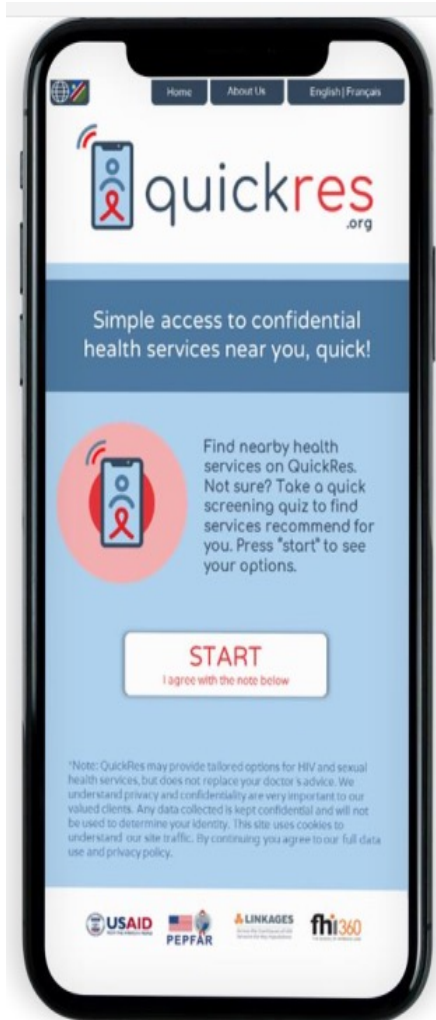 Home About Us English | Français
quickres
.org
Simple access to confidential
health services near you, quick!
Find nearby health
services on QuickRes.
Not sure? Take a quick
screening quiz to find
services recommend for
you. Press "start" to see
your options.
START
I agree with the note below
*Note: QuickRes may provide tailored options for HIV and sexual
health services, but does not replace your doctor's advice. We
understand privacy and confidentiality are very important to our
valued clients. Any data collected is kept confidential and will not
be used to determine your identity. This site uses cookies to
understand our site traffic. By continuing you agree to our full data
use and privacy policy.
USAID
PEPFAR
LINKAGES
fhi360